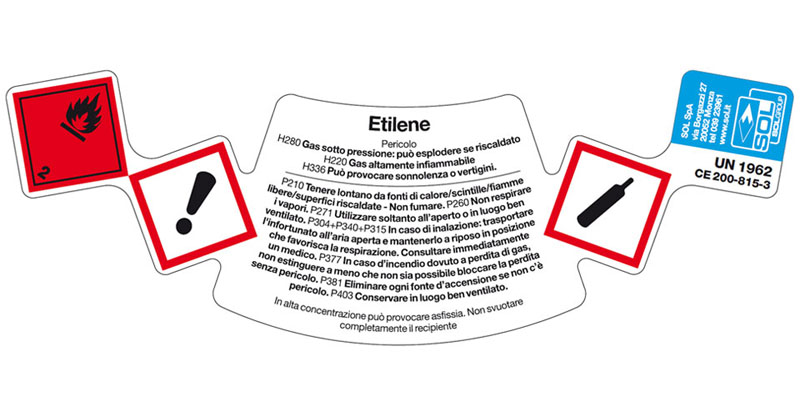 Etilene
Pericolo
H280 Gas sotto pressione: può esplodere se riscaldato
H220 Gas altamente infiammabile
H336 Può provocare sonnolenza o vertigini.
P210 Tenere lontano da fonti di calore/scintille/fiamme
libere/superfici riscaldate - Non fumare. P260 Non respirare
i vapori. P271 Utilizzare soltanto all'aperto o in luogo ben
ventilato. P304+P340+P315 In caso di inalazione: trasportare
l'infortunato all'aria aperta e mantenerlo a riposo in posizione
che favorisca la respirazione. Consultare immediatamente
un medico. P377 In caso d'incendio dovuto a perdita di gas,
non estinguere a meno che non sia possibile bloccare la perdita
senza pericolo. P381 Eliminare ogni fonte d'accensione se non c'è
pericolo. P403 Conservare in luogo ben ventilato.
In alta concentrazione può provocare asfissia. Non svuotare
completamente il recipiente
2
SOL SpA
via Borgazzi 27
20052 Monza
tel 039 23961
www.sol.it
SOL
SOLGROUP
UN 1962
CE 200-815-3